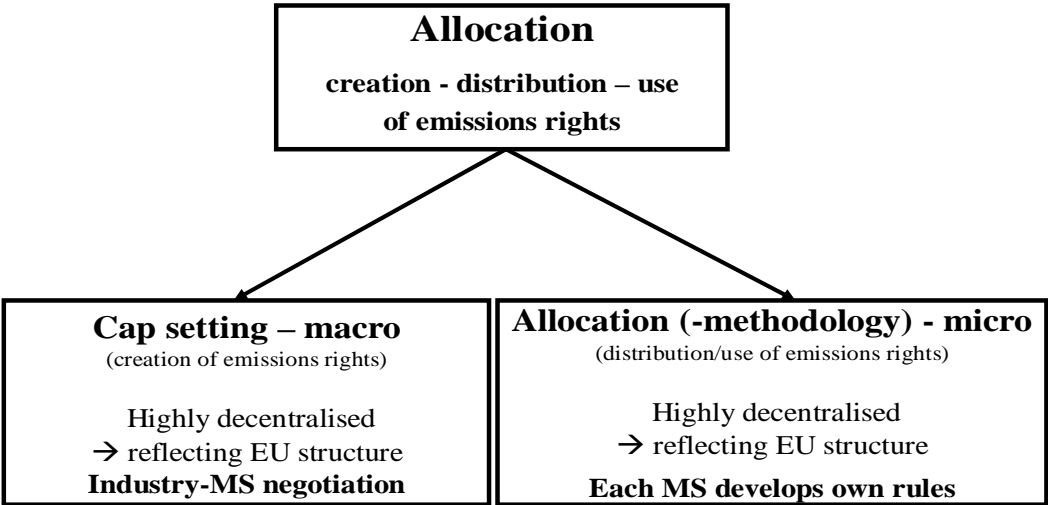 Allocation
creation - distribution – use
of emissions rights
Cap setting – macro
(creation of emissions rights)
Highly decentralised
→ reflecting EU structure
Industry-MS negotiation
Allocation (-methodology) - micro
(distribution/use of emissions rights)
Highly decentralised
→ reflecting EU structure
Each MS develops own rules